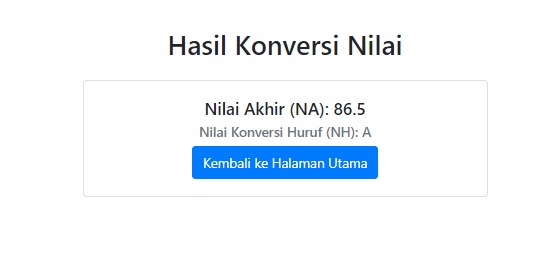 Hasil Konversi Nilai
Nilai Akhir (NA): 86.5
Nilai Konversi Huruf (NH): A
Kembali ke Halaman Utama